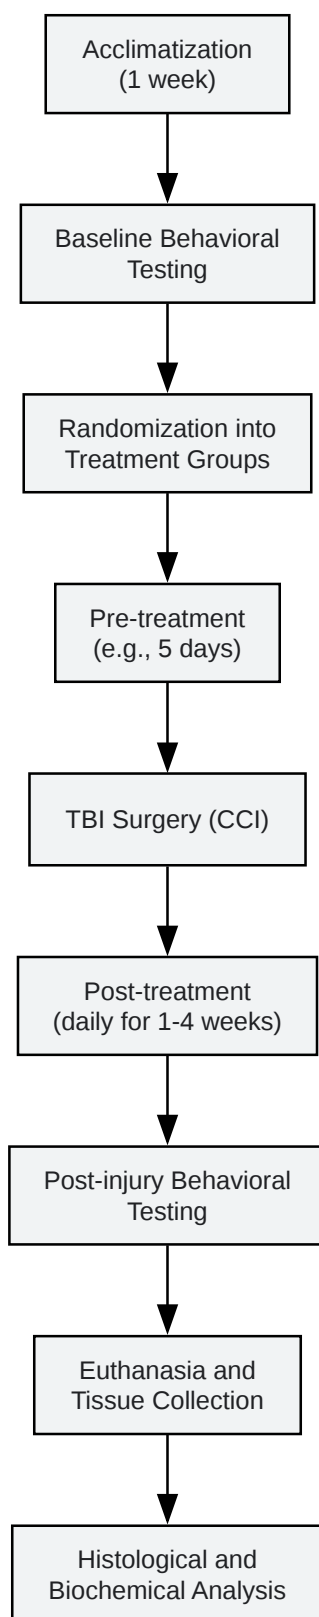 Acclimatization
(1 week)
Baseline Behavioral
Testing
Randomization into
Treatment Groups
Pre-treatment
(e.g., 5 days)
TBI Surgery (CCI)
Post-treatment
(daily for 1-4 weeks)
Post-injury Behavioral
Testing
Euthanasia and
Tissue Collection
Histological and
Biochemical Analysis